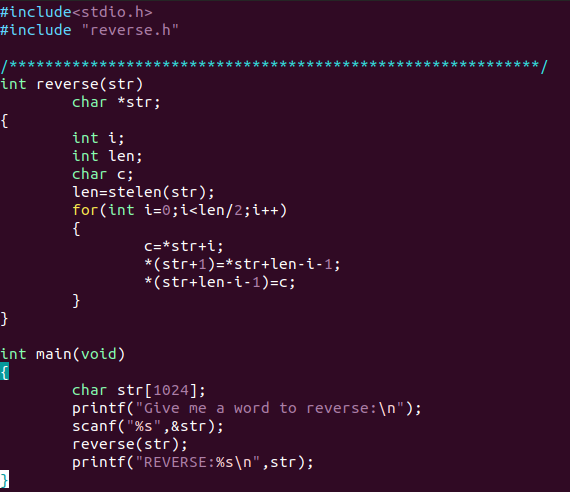 #include<stdio.h>
#include "reverse.h"
/***********************************************************/
int reverse(str)
char *str;
{
int i;
int len;
char c;
len=stelen(str);
for(int i=0;i<len/2;i++)
{
c=*str+i;
*(str+1)=*str+len-i-1;
*(str+len-i-1)=c;
}
}
int main(void)
{
char str[1024];
printf("Give me a word to reverse:\n");
scanf("%s",&str);
reverse(str);
printf("REVERSE:%s\n",str);
}